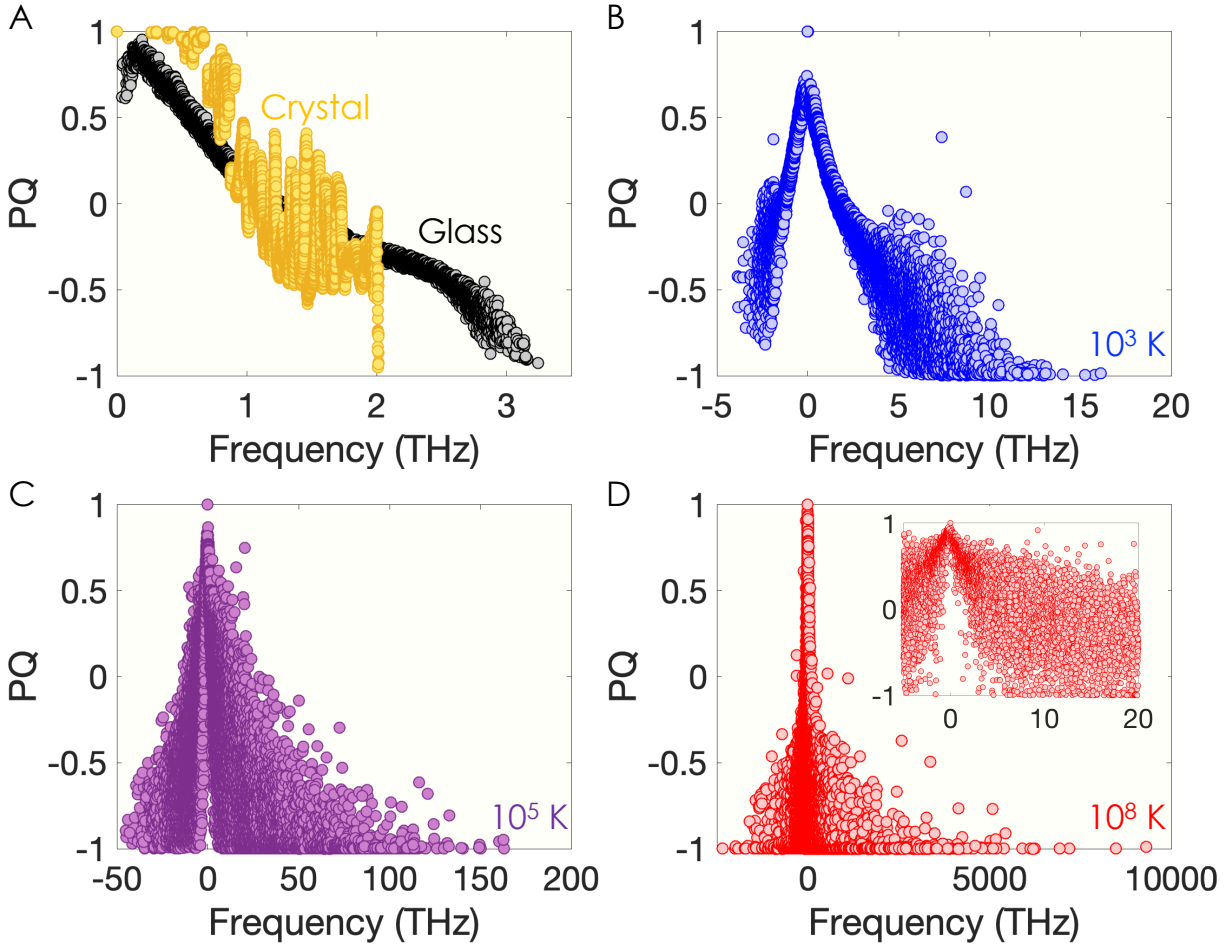 A
1
0.5
0
-0.5
-1
PQ
Crystal
Glass
0 1 2 3
Frequency (THz)
B
1
0.5
0
-0.5
-1
PQ
10³ K
-5 0 5 10 15 20
Frequency (THz)
C
1
0.5
0
-0.5
-1
PQ
10⁵ K
-50 0 50 100 150 200
Frequency (THz)
D
1
0.5
0
-0.5
-1
PQ
1
0
-1
0 10 20
10⁸ K
0 5000 10000
Frequency (THz)